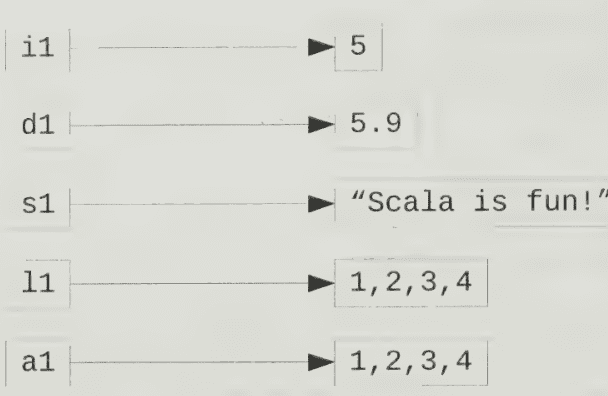 i1 5
d1 5.9
s1 “Scala is fun!”
l1 1,2,3,4
a1 1,2,3,4